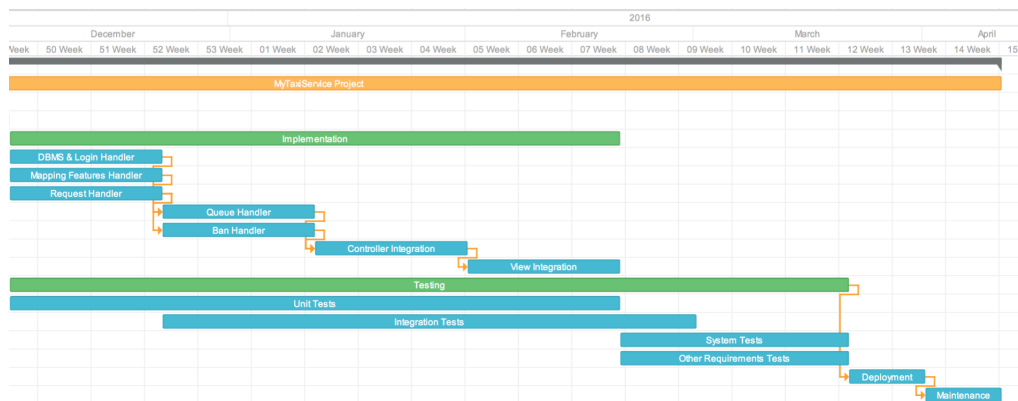 2016
December January February March April
Week 50 Week 51 Week 52 Week 53 Week 01 Week 02 Week 03 Week 04 Week 05 Week 06 Week 07 Week 08 Week 09 Week 10 Week 11 Week 12 Week 13 Week 14 Week 15
MyTaxiService Project
Implementation
DBMS & Login Handler
Mapping Features Handler
Request Handler
Queue Handler
Ban Handler
Controller Integration
View Integration
Testing
Unit Tests
Integration Tests
System Tests
Other Requirements Tests
Deployment
Maintenance